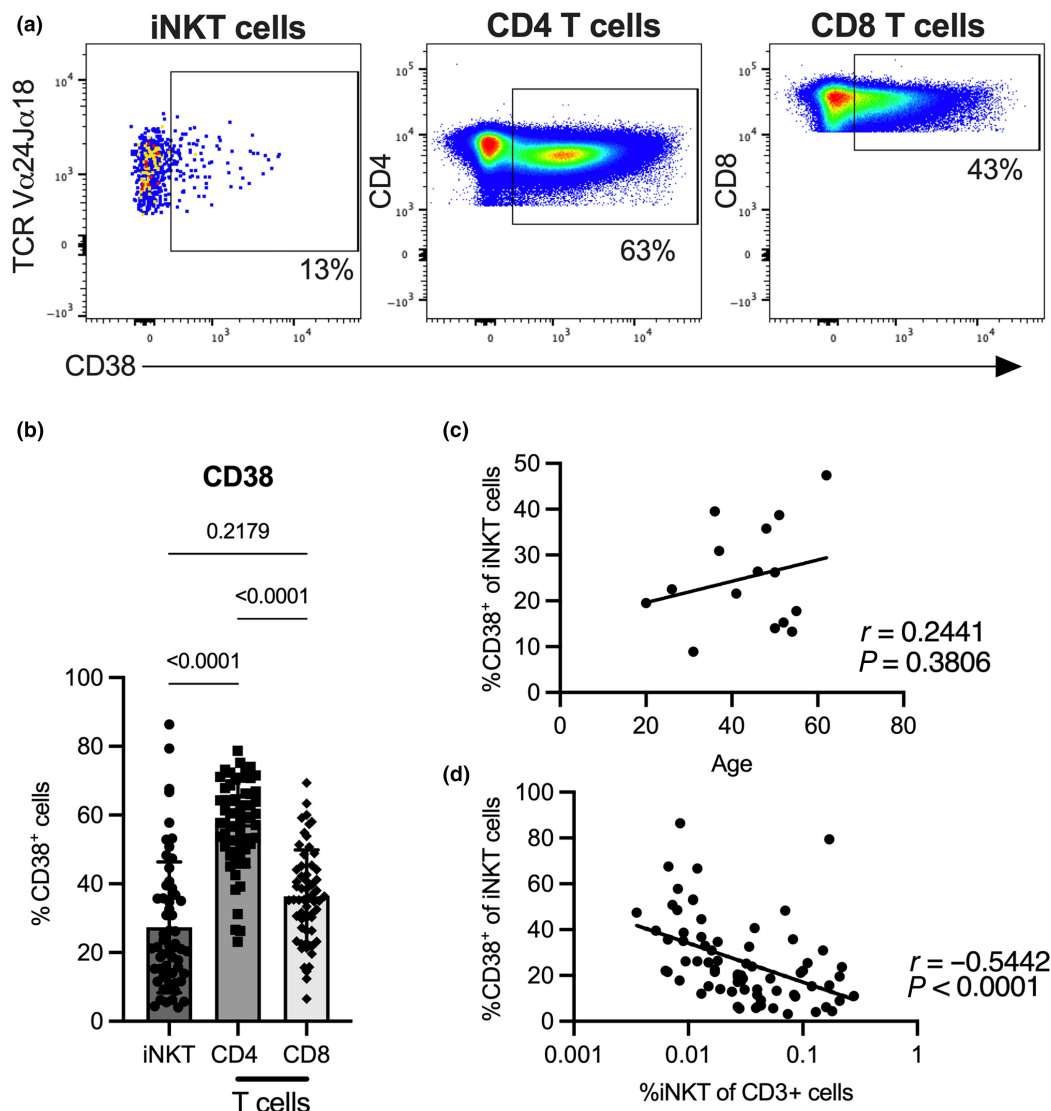 (a)
iNKT cells
CD4 T cells
CD8 T cells
TCR Vα24Jα18
10⁴
10³
0
−10³
0
10³
10⁴
13%
CD4
10⁵
10⁴
10³
0
−10³
0
10³
10⁴
63%
CD8
10⁵
10⁴
10³
0
−10³
0
10³
10⁴
43%
CD38
(b)
CD38
0.2179
<0.0001
<0.0001
%CD38⁺ cells
100
80
60
40
20
0
iNKT
CD4
CD8
T cells
(c)
%CD38⁺ of iNKT cells
50
40
30
20
10
0
0
20
40
60
80
Age
r = 0.2441
P = 0.3806
(d)
%CD38⁺ of iNKT cells
100
80
60
40
20
0
0.001
0.01
0.1
1
%iNKT of CD3+ cells
r = −0.5442
P < 0.0001